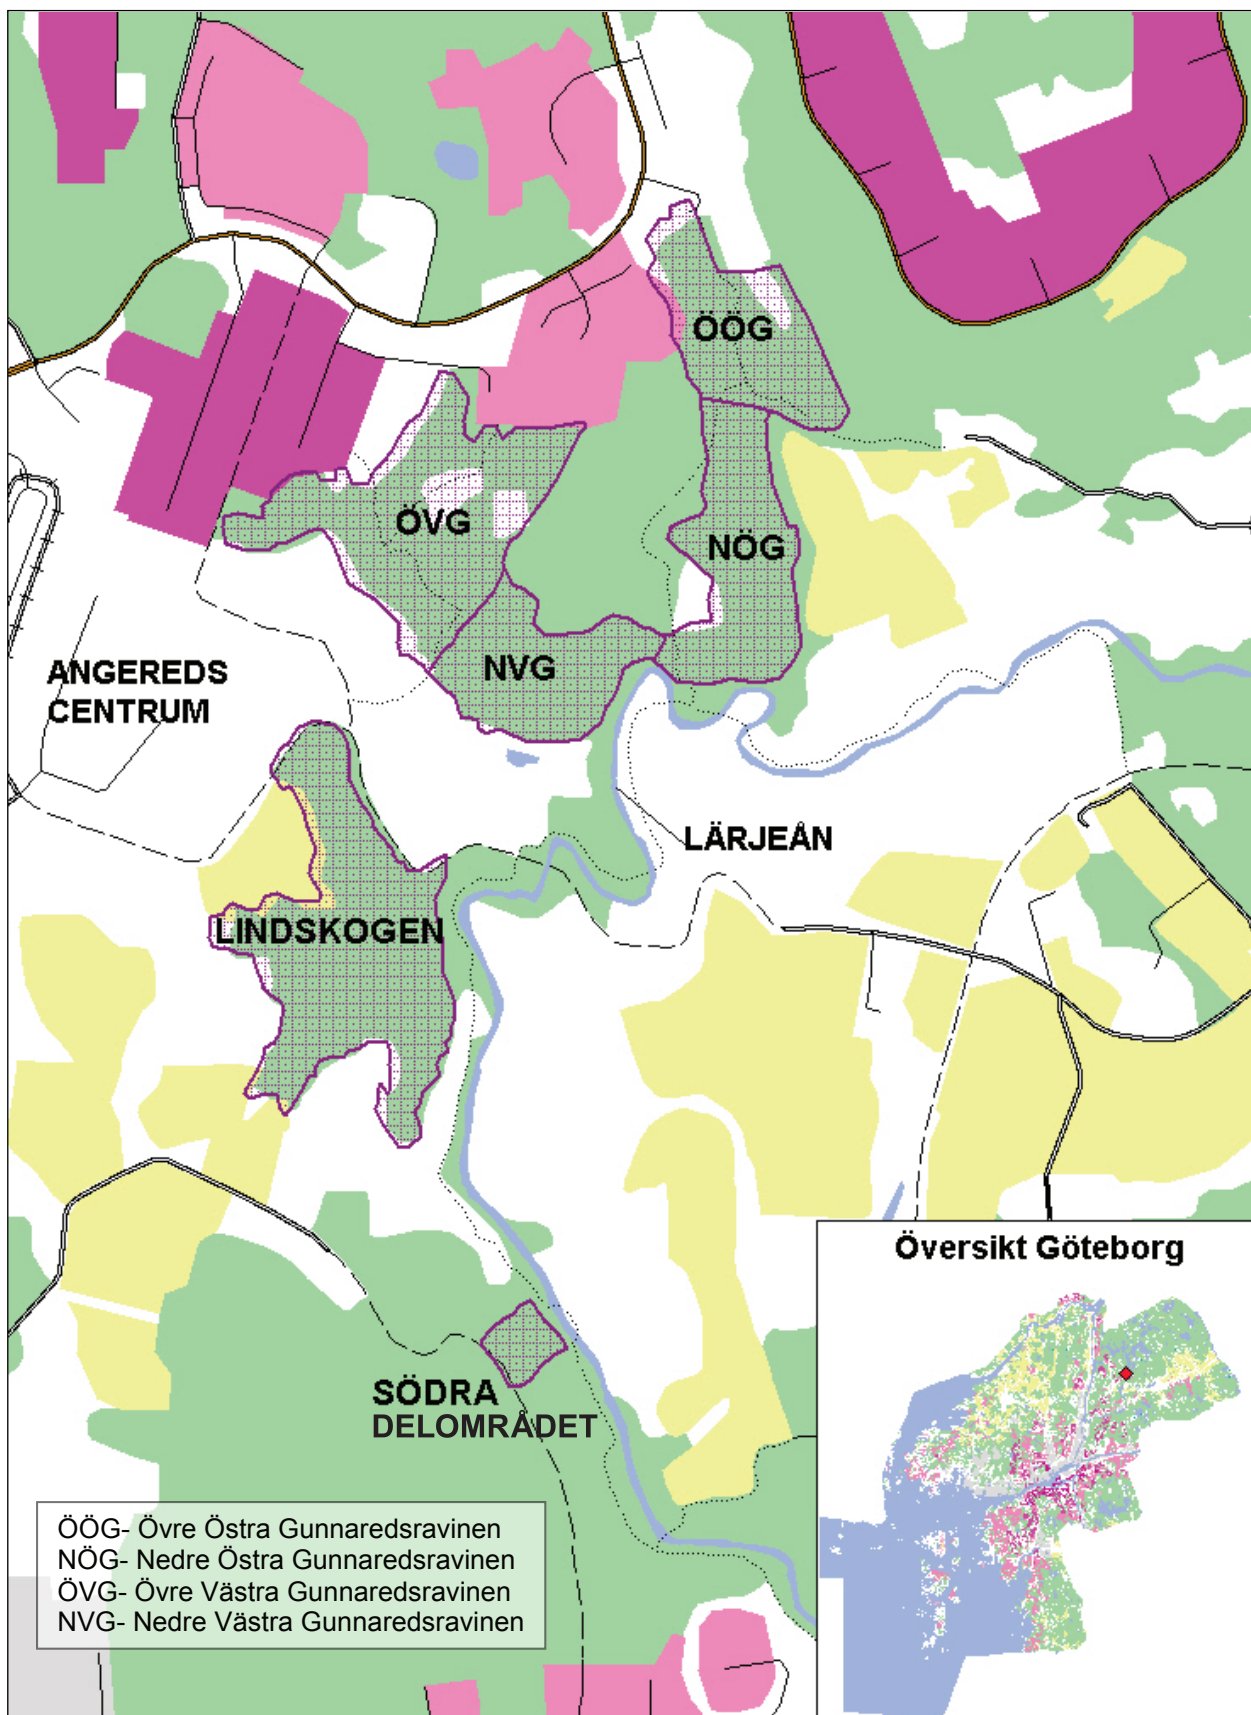 ÖÖG
ÖVG
NÖG
NVG
ANGEREDS
CENTRUM
LÄRJEÅN
LINDSKOGEN
Översikt Göteborg
SÖDRA
DELOMRÅDET
ÖÖG- Övre Östra Gunnaredsravinen
NÖG- Nedre Östra Gunnaredsravinen
ÖVG- Övre Västra Gunnaredsravinen
NVG- Nedre Västra Gunnaredsravinen